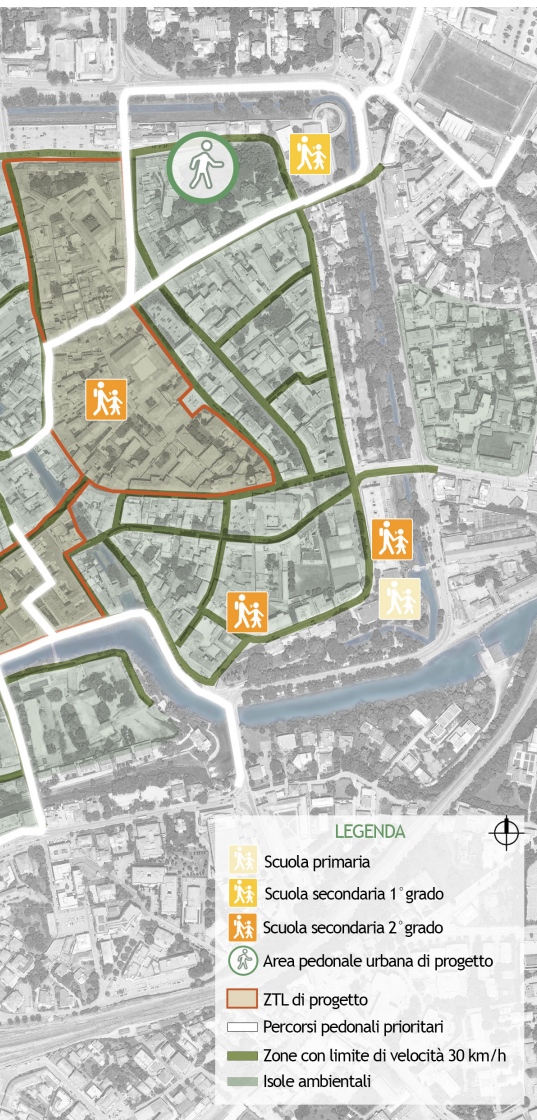 LEGENDA
Scuola primaria
Scuola secondaria 1°grado
Scuola secondaria 2°grado
Area pedonale urbana di progetto
ZTL di progetto
Percorsi pedonali prioritari
Zone con limite di velocità 30 km/h
Isole ambientali